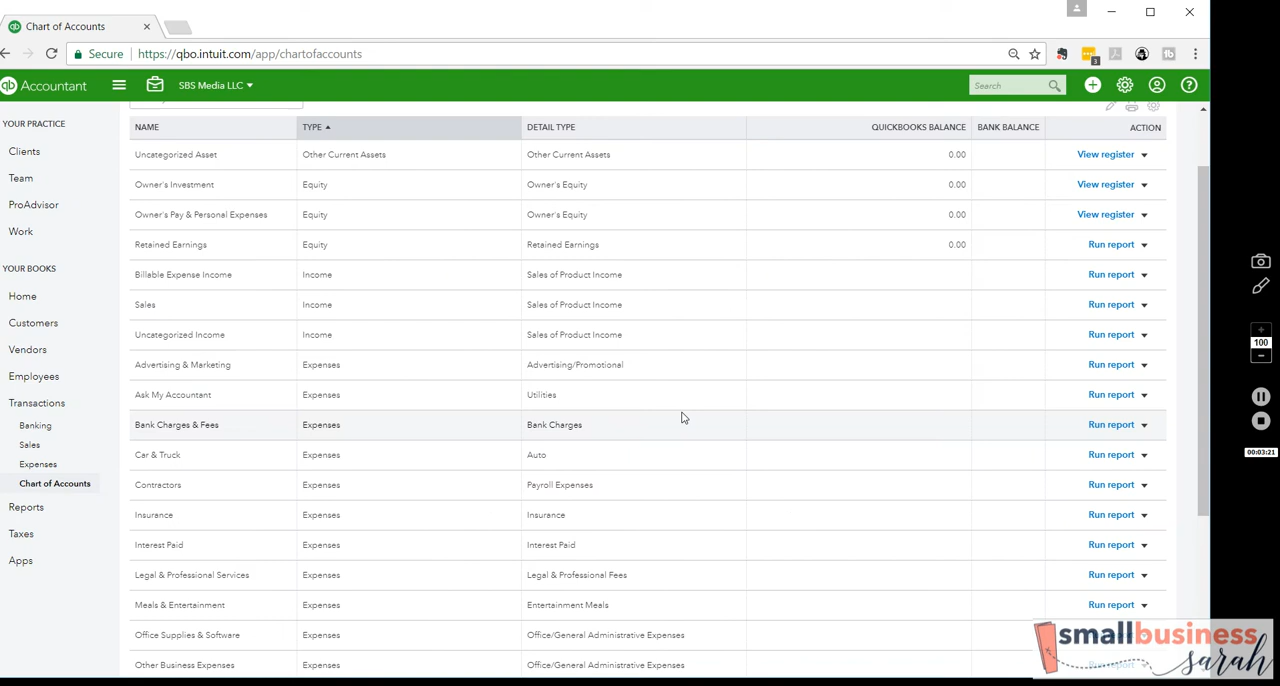 Chart of Accounts
Secure https://qbo.intuit.com/app/chartofaccounts
3
qb Accountant SBS Media LLC Search
YOUR PRACTICE
Clients
Team
ProAdvisor
Work
YOUR BOOKS
Home
Customers
Vendors
Employees
Transactions
Banking
Sales
Expenses
Chart of Accounts
Reports
Taxes
Apps
NAME TYPE DETAIL TYPE QUICKBOOKS BALANCE BANK BALANCE ACTION
Uncategorized Asset Other Current Assets Other Current Assets 0.00 View register
Owner's Investment Equity Owner's Equity 0.00 View register
Owner's Pay & Personal Expenses Equity Owner's Equity 0.00 View register
Retained Earnings Equity Retained Earnings 0.00 Run report
Billable Expense Income Income Sales of Product Income Run report
Sales Income Sales of Product Income Run report
Uncategorized Income Income Sales of Product Income Run report
Advertising & Marketing Expenses Advertising/Promotional Run report
Ask My Accountant Expenses Utilities Run report
Bank Charges & Fees Expenses Bank Charges Run report
Car & Truck Expenses Auto Run report
Contractors Expenses Payroll Expenses Run report
Insurance Expenses Insurance Run report
Interest Paid Expenses Interest Paid Run report
Legal & Professional Services Expenses Legal & Professional Fees Run report
Meals & Entertainment Expenses Entertainment Meals Run report
Office Supplies & Software Expenses Office/General Administrative Expenses
Other Business Expenses Expenses Office/General Administrative Expenses Run report
100
00:03:21
smallbusiness
sarah